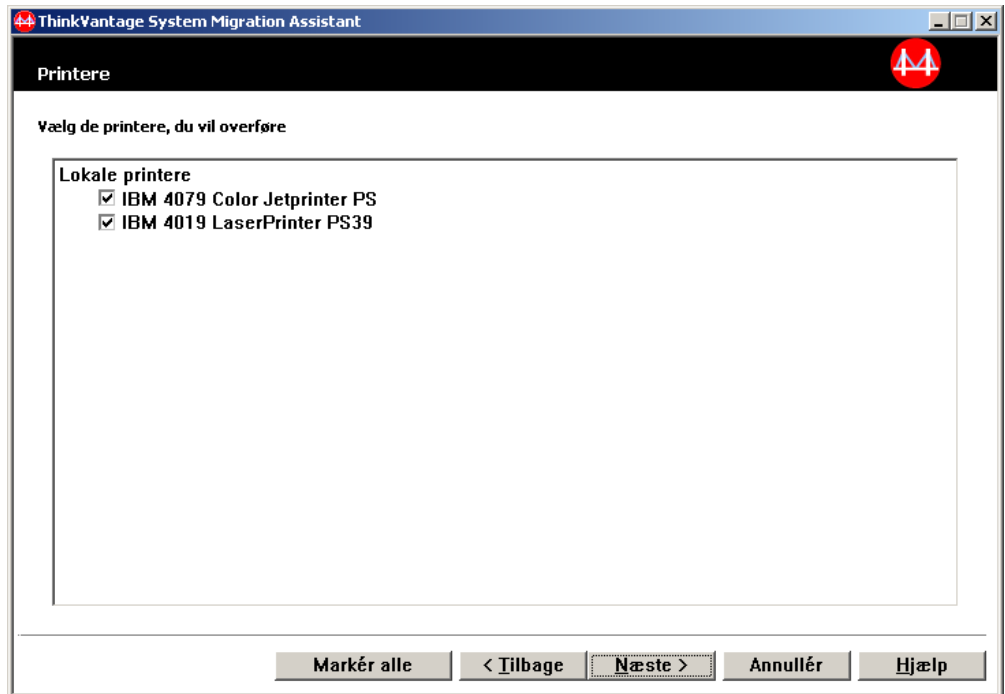 ThinkVantage System Migration Assistant
Printere
Vælg de printere, du vil overføre
Lokale printere
IBM 4079 Color Jetprinter PS
IBM 4019 LaserPrinter PS39
Markér alle
< Tilbage
Næste >
Annullér
Hjælp